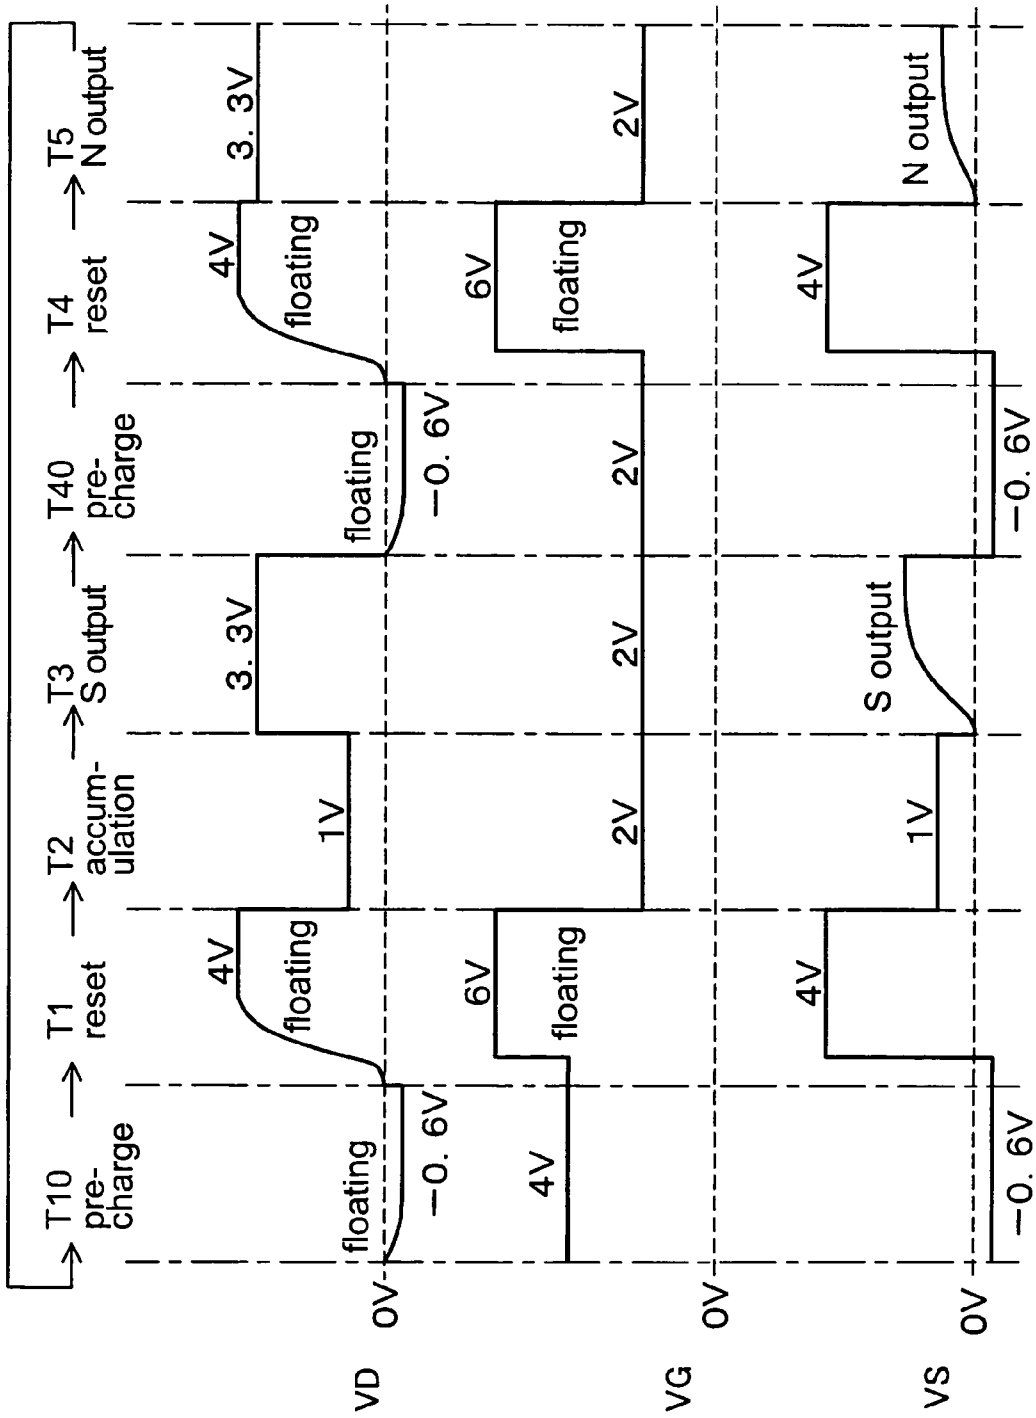 T10
pre-
charge
T1
reset
T2
accum-
ulation
T3
S output
T40
pre-
charge
T4
reset
T5
N output
VD
0V
floating
−0. 6V
4V
floating
1V
3. 3V
floating
−0. 6V
4V
floating
3. 3V
VG
0V
4V
6V
floating
2V
2V
2V
6V
floating
2V
VS
0V
−0. 6V
4V
1V
S output
−0. 6V
4V
N output